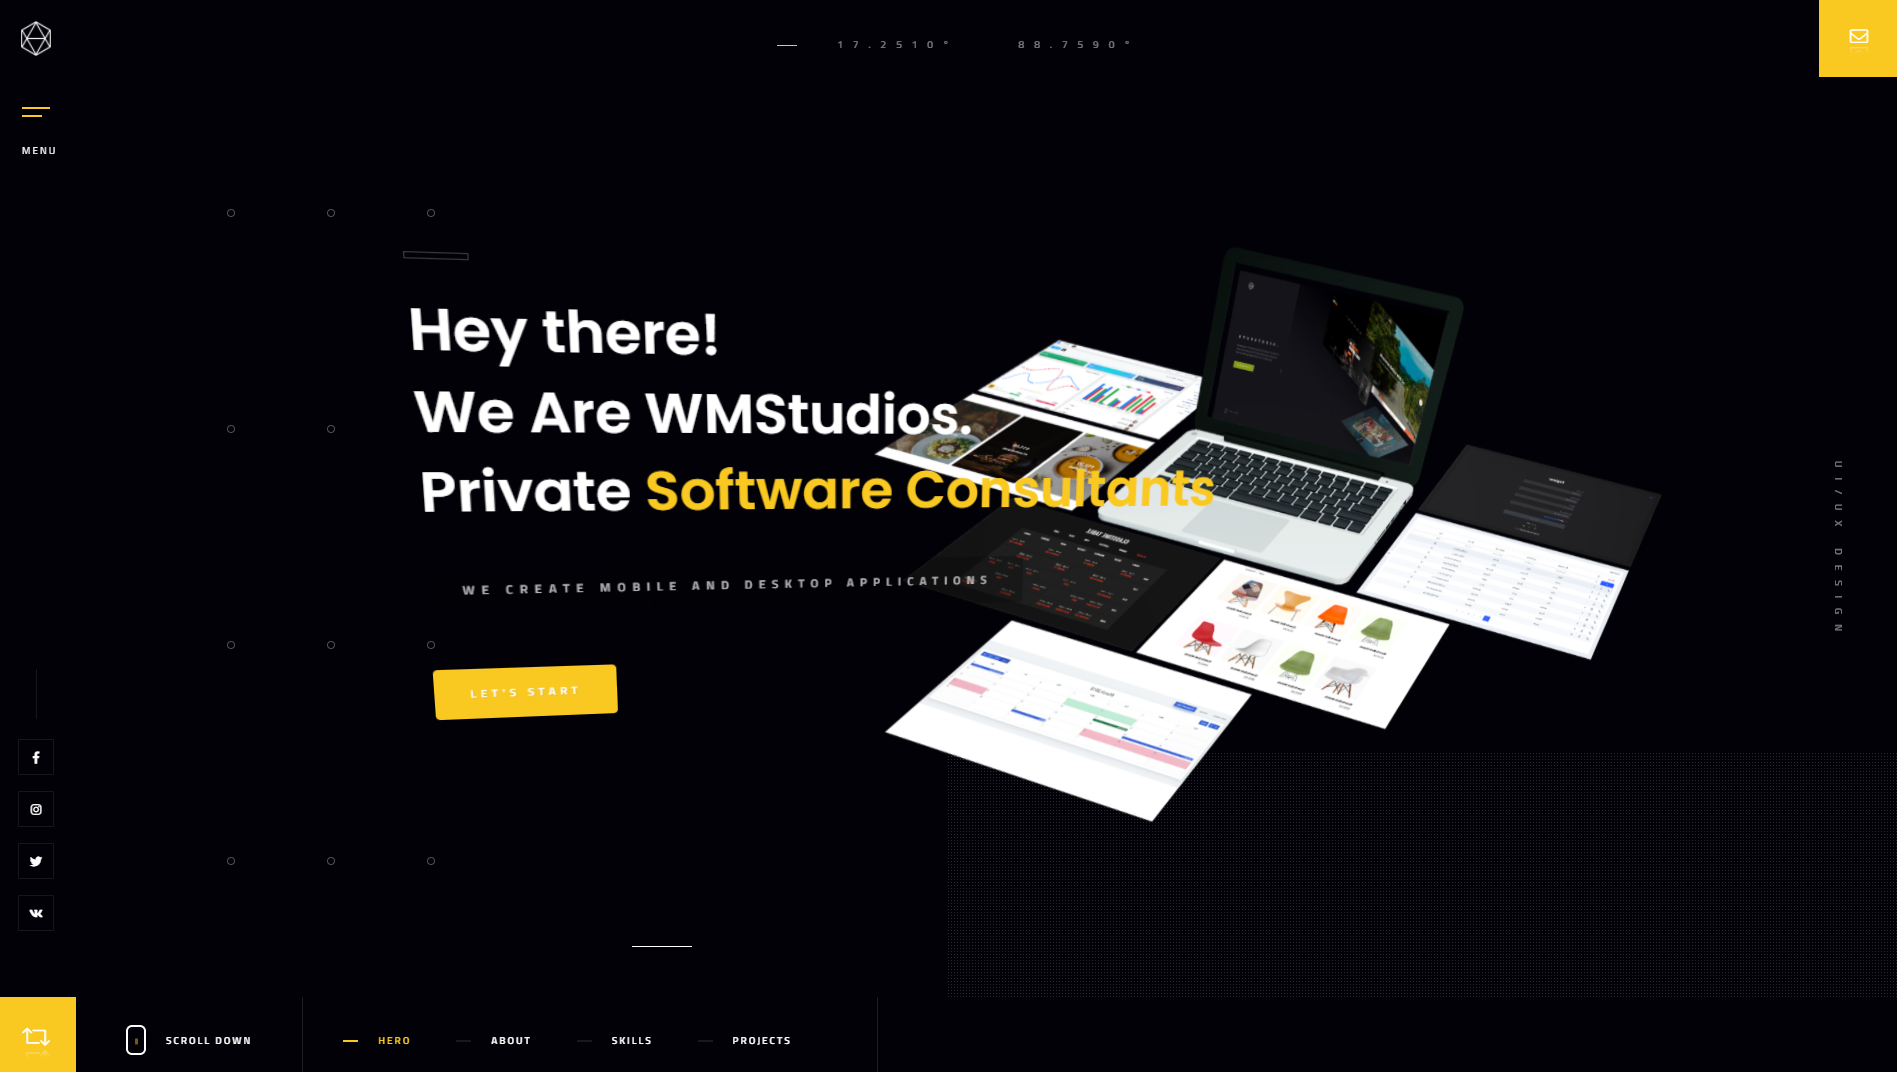 17.2510° 88.7590°
MENU
Hey there!
We Are WMStudios.
Private Software Consultants
WE CREATE MOBILE AND DESKTOP APPLICATIONS
LET'S START
UI/UX DESIGN
SCROLL DOWN
HERO
ABOUT
SKILLS
PROJECTS